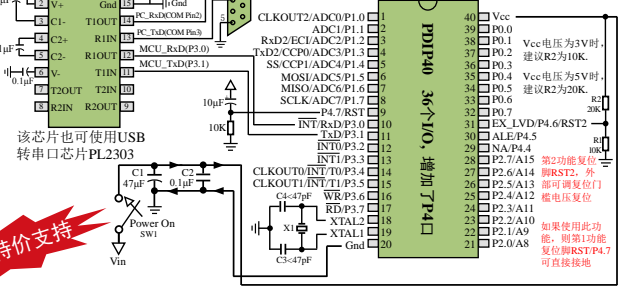 2 V+
Gnd 15
3 C1-
T1OUT 14
PC_RxD(COM Pin2)
4 C2+
R1IN 13
PC_TxD(COM Pin3)
5 C2-
R1OUT 12
MCU_RxD(P3.0)
6 V-
T1IN 11
MCU_TxD(P3.1)
7 T2OUT
T2IN 10
8 R2IN
R2OUT 9
0.1μF
该芯片也可使用USB
转串口芯片PL2303
5
10μF
10K
C1
47μF
C2
0.1μF
Power On
SW1
Vin
特价支持
C4<47pF
X1
C3<47pF
CLKOUT2/ADC0/P1.0 1
ADC1/P1.1 2
RxD2/ECI/ADC2/P1.2 3
TxD2/CCP0/ADC3/P1.3 4
SS/CCP1/ADC4/P1.4 5
MOSI/ADC5/P1.5 6
MISO/ADC6/P1.6 7
SCLK/ADC7/P1.7 8
P4.7/RST 9
INT/RxD/P3.0 10
TxD/P3.1 11
INT0/P3.2 12
INT1/P3.3 13
CLKOUT0/INT/T0/P3.4 14
CLKOUT1/INT/T1/P3.5 15
WR/P3.6 16
RD/P3.7 17
XTAL2 18
XTAL1 19
Gnd 20
PDIP40 36个I/O,增加了P4口
40 Vcc
39 P0.0
38 P0.1
37 P0.2
36 P0.3
35 P0.4
34 P0.5
33 P0.6
32 P0.7
31 EX_LVD/P4.6/RST2
30 ALE/P4.5
29 NA/P4.4
28 P2.7/A15
27 P2.6/A14
26 P2.5/A13
25 P2.4/A12
24 P2.3/A11
23 P2.2/A10
22 P2.1/A9
21 P2.0/A8
Vcc电压为3V时,
建议R2为10K.
Vcc电压为5V时,
建议R2为20K.
R2
20K
R1
10K
第2功能复位
脚RST2,外
部可调复位门
槛电压复位
如果使用此功
能,则第1功能
复位脚RST/P4.7
可直接接地